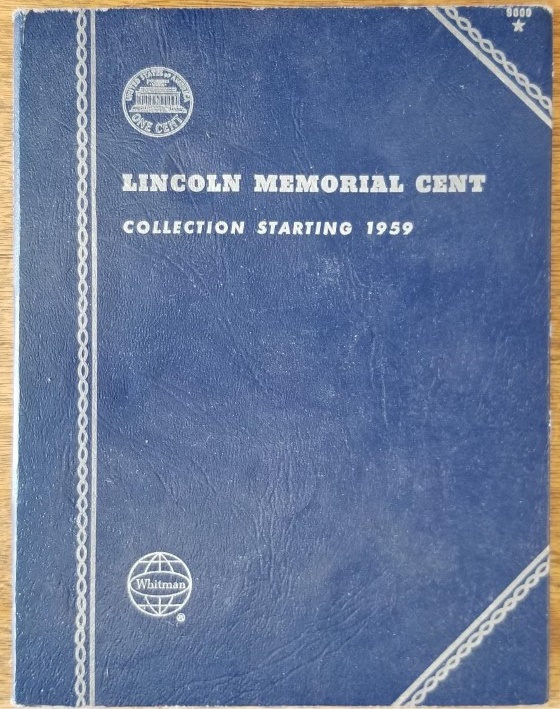 9000
UNITED STATES OF AMERICA
ONE CENT
LINCOLN MEMORIAL CENT
COLLECTION STARTING 1959
Whitman
®